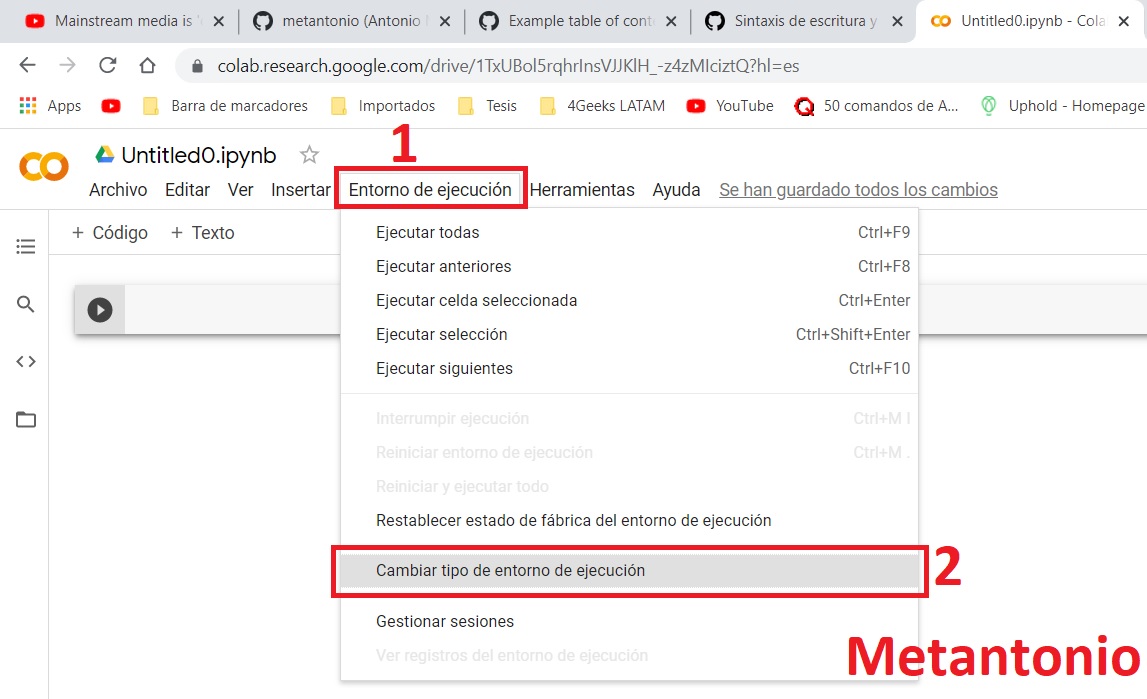 Mainstream media is '
metantonio (Antonio
Example table of conte
Sintaxis de escritura y
Untitled0.ipynb - Cola
colab.research.google.com/drive/1TxUBol5rqhrInsVJJKlH_-z4zMIciztQ?hl=es
Apps
Barra de marcadores
Importados
Tesis
4Geeks LATAM
YouTube
50 comandos de A...
Uphold - Homepage
1
Untitled0.ipynb
Archivo Editar Ver Insertar Entorno de ejecución Herramientas Ayuda Se han guardado todos los cambios
+ Código + Texto
Ejecutar todas Ctrl+F9
Ejecutar anteriores Ctrl+F8
Ejecutar celda seleccionada Ctrl+Enter
Ejecutar selección Ctrl+Shift+Enter
Ejecutar siguientes Ctrl+F10
Interrumpir ejecución Ctrl+M I
Reiniciar entorno de ejecución Ctrl+M .
Reiniciar y ejecutar todo
Restablecer estado de fábrica del entorno de ejecución
Cambiar tipo de entorno de ejecución 2
Gestionar sesiones
Ver registros del entorno de ejecución
Metantonio